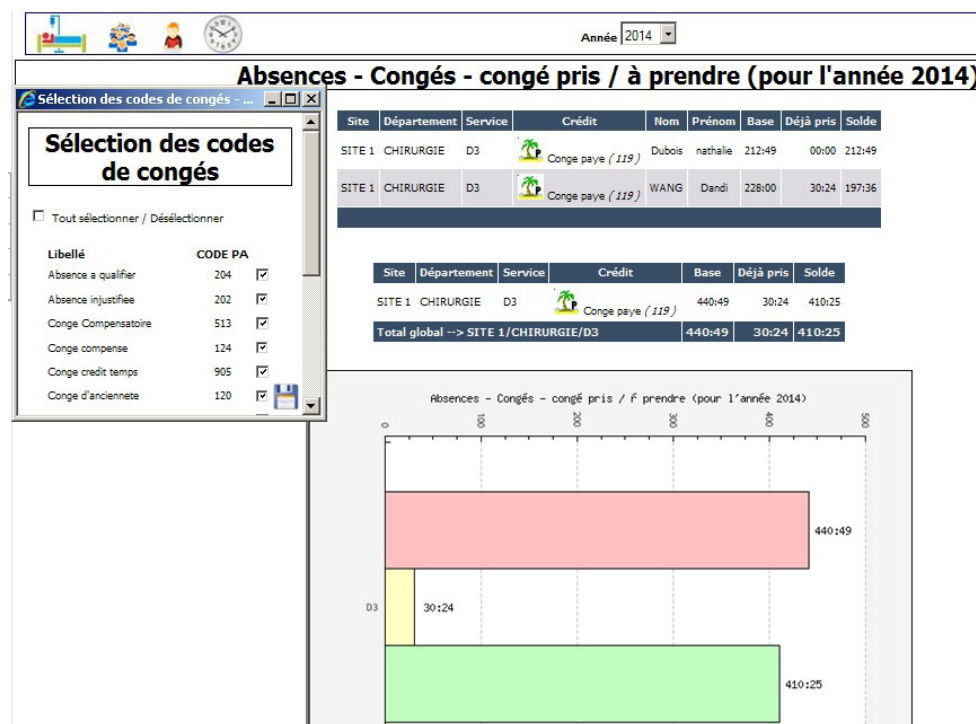 Année 2014
Absences - Congés - congé pris / à prendre (pour l'année 2014)
Sélection des codes de congés - ...
Sélection des codes
de congés
Tout sélectionner / Désélectionner
Libellé CODE PA
Absence a qualifier 204
Absence injustifiee 202
Conge Compensatoire 513
Conge compense 124
Conge credit temps 905
Conge d'anciennete 120
Site Département Service Crédit Nom Prénom Base Déjà pris Solde
SITE 1 CHIRURGIE D3 P Conge paye (119) Dubois nathalie 212:49 00:00 212:49
SITE 1 CHIRURGIE D3 P Conge paye (119) WANG Dandi 228:00 30:24 197:36
Site Département Service Crédit Base Déjà pris Solde
SITE 1 CHIRURGIE D3 P Conge paye (119) 440:49 30:24 410:25
Total global --> SITE 1/CHIRURGIE/D3 440:49 30:24 410:25
Absences - Congés - congé pris / ŕ prendre (pour l'année 2014)
0 100 200 300 400 500
440:49
D3 30:24
410:25